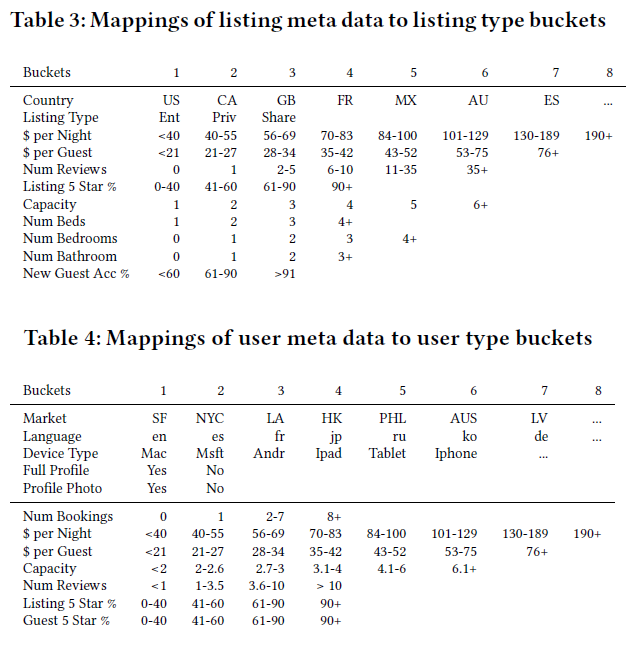 Table 3: Mappings of listing meta data to listing type buckets
Buckets 1 2 3 4 5 6 7 8
Country US CA GB FR MX AU ES ...
Listing Type Ent Priv Share
$ per Night <40 40-55 56-69 70-83 84-100 101-129 130-189 190+
$ per Guest <21 21-27 28-34 35-42 43-52 53-75 76+
Num Reviews 0 1 2-5 6-10 11-35 35+
Listing 5 Star % 0-40 41-60 61-90 90+
Capacity 1 2 3 4 5 6+
Num Beds 1 2 3 4+
Num Bedrooms 0 1 2 3 4+
Num Bathroom 0 1 2 3+
New Guest Acc % <60 61-90 >91
Table 4: Mappings of user meta data to user type buckets
Buckets 1 2 3 4 5 6 7 8
Market SF NYC LA HK PHL AUS LV ...
Language en es fr jp ru ko de ...
Device Type Mac Msft Andr Ipad Tablet Iphone ...
Full Profile Yes No
Profile Photo Yes No
Num Bookings 0 1 2-7 8+
$ per Night <40 40-55 56-69 70-83 84-100 101-129 130-189 190+
$ per Guest <21 21-27 28-34 35-42 43-52 53-75 76+
Capacity <2 2-2.6 2.7-3 3.1-4 4.1-6 6.1+
Num Reviews <1 1-3.5 3.6-10 > 10
Listing 5 Star % 0-40 41-60 61-90 90+
Guest 5 Star % 0-40 41-60 61-90 90+